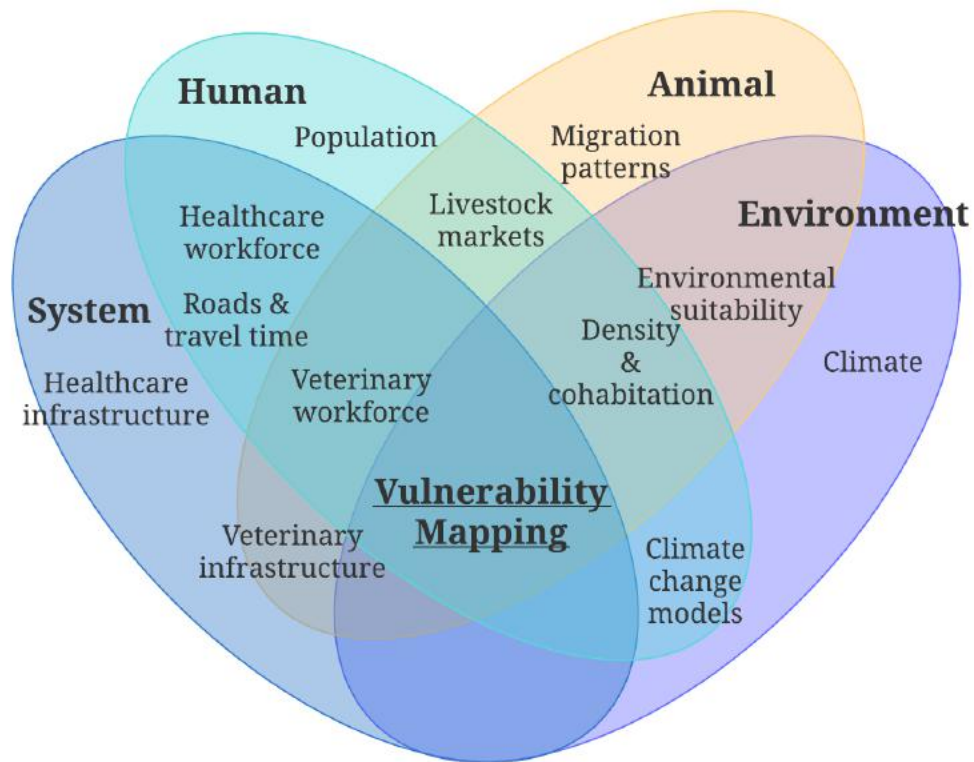 Human
Animal
Population
Migration
patterns
Livestock
markets
Healthcare
workforce
Environment
Environmental
suitability
System
Roads &
travel time
Density
&
cohabitation
Climate
Healthcare
infrastructure
Veterinary
workforce
Vulnerability
Mapping
Veterinary
infrastructure
Climate
change
models